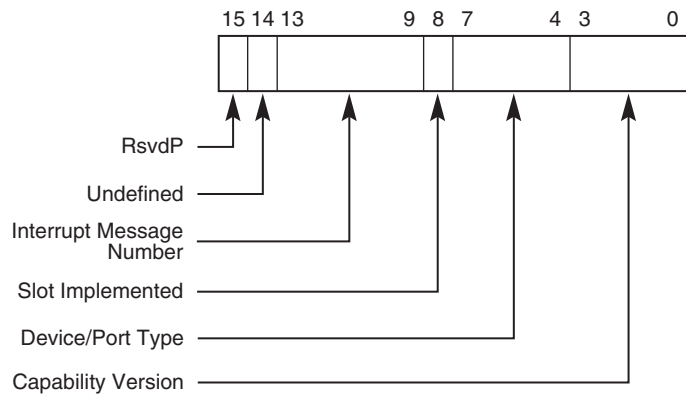 15 14 13 9 8 7 4 3 0
RsvdP
Undefined
Interrupt Message
Number
Slot Implemented
Device/Port Type
Capability Version